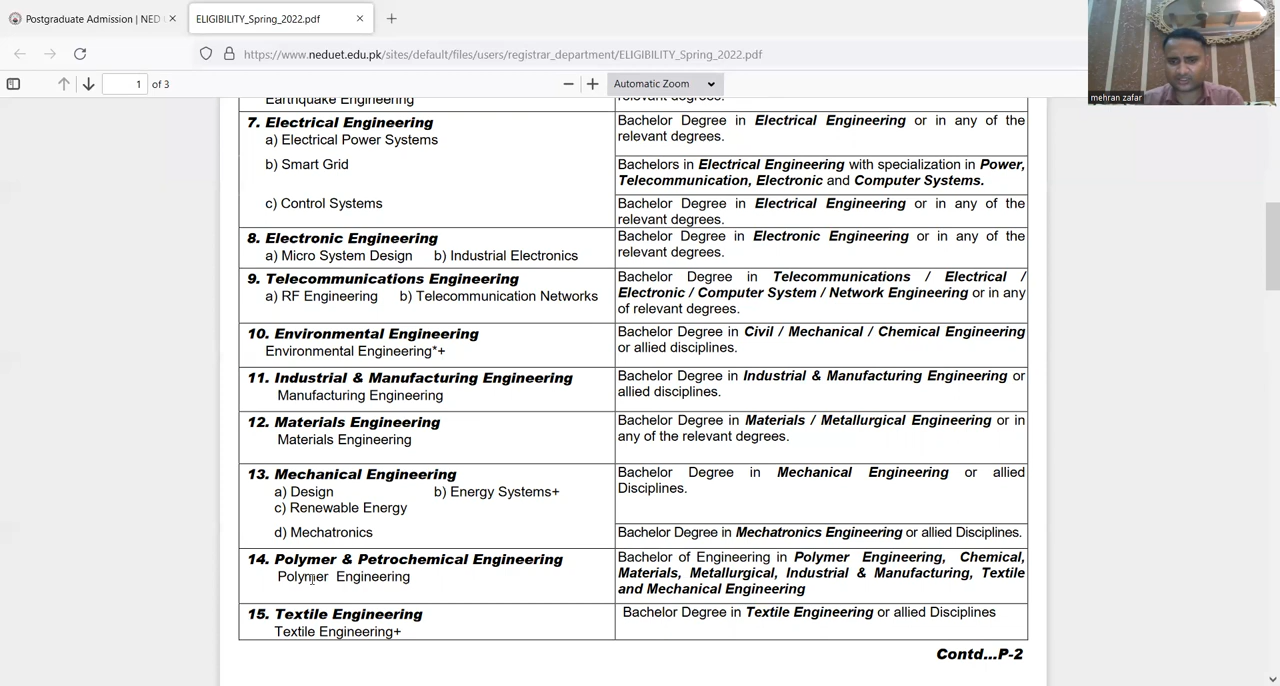 Postgraduate Admission | NED
ELIGIBILITY_Spring_2022.pdf
https://www.neduet.edu.pk/sites/default/files/users/registrar_department/ELIGIBILITY_Spring_2022.pdf
1 of 3
Automatic Zoom
mehran zafar
Earthquake Engineering
relevant degrees.
7. Electrical Engineering
a) Electrical Power Systems
Bachelor Degree in Electrical Engineering or in any of the
relevant degrees.
b) Smart Grid
Bachelors in Electrical Engineering with specialization in Power,
Telecommunication, Electronic and Computer Systems.
c) Control Systems
Bachelor Degree in Electrical Engineering or in any of the
relevant degrees.
8. Electronic Engineering
a) Micro System Design b) Industrial Electronics
Bachelor Degree in Electronic Engineering or in any of the
relevant degrees.
9. Telecommunications Engineering
a) RF Engineering b) Telecommunication Networks
Bachelor Degree in Telecommunications / Electrical /
Electronic / Computer System / Network Engineering or in any
of relevant degrees.
10. Environmental Engineering
Environmental Engineering*+
Bachelor Degree in Civil / Mechanical / Chemical Engineering
or allied disciplines.
11. Industrial & Manufacturing Engineering
Manufacturing Engineering
Bachelor Degree in Industrial & Manufacturing Engineering or
allied disciplines.
12. Materials Engineering
Materials Engineering
Bachelor Degree in Materials / Metallurgical Engineering or in
any of the relevant degrees.
13. Mechanical Engineering
a) Design b) Energy Systems+
c) Renewable Energy
Bachelor Degree in Mechanical Engineering or allied
Disciplines.
d) Mechatronics
Bachelor Degree in Mechatronics Engineering or allied Disciplines.
14. Polymer & Petrochemical Engineering
Polymer Engineering
Bachelor of Engineering in Polymer Engineering, Chemical,
Materials, Metallurgical, Industrial & Manufacturing, Textile
and Mechanical Engineering
15. Textile Engineering
Textile Engineering+
Bachelor Degree in Textile Engineering or allied Disciplines
Contd...P-2